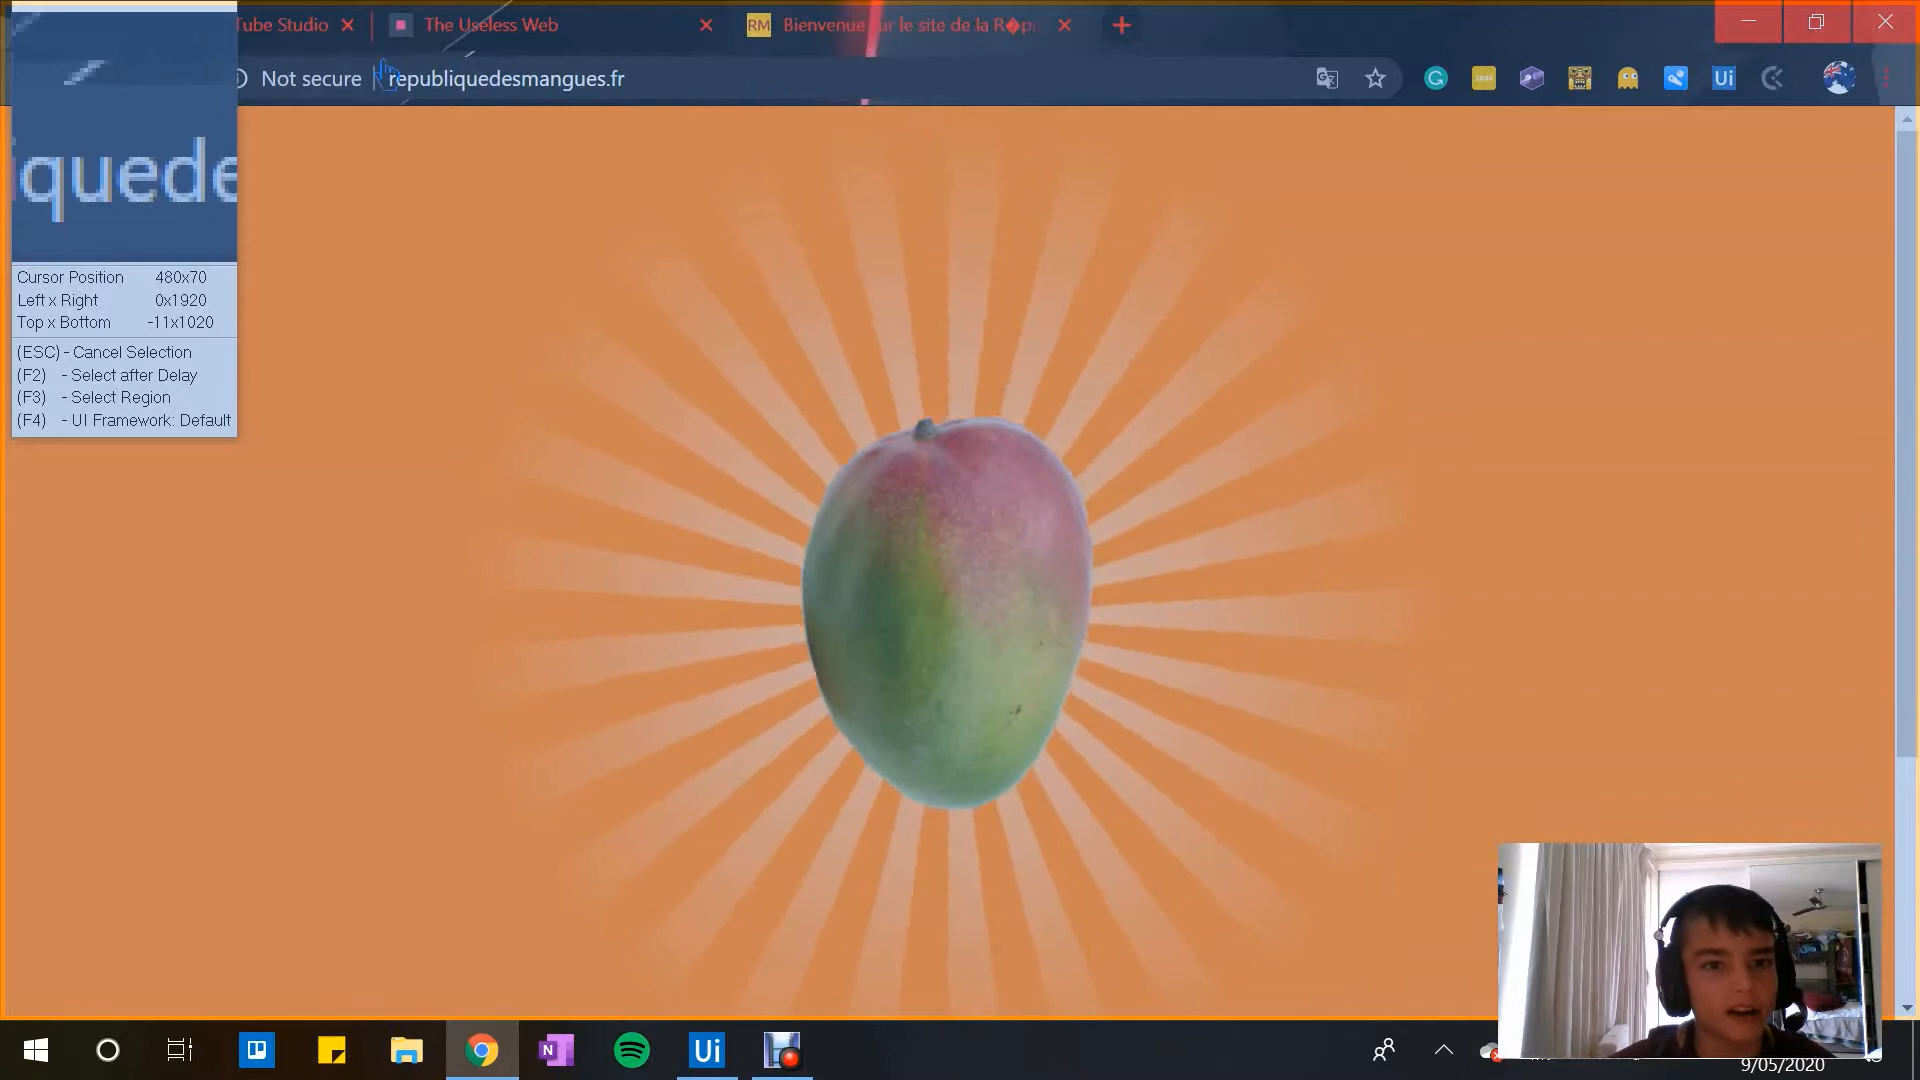 Tube Studio
The Useless Web
RM
Bienvenue sur le site de la R�p
Not secure
republiquedesmangues.fr
iquede
Cursor Position 480x70
Left x Right 0x1920
Top x Bottom -11x1020
(ESC) - Cancel Selection
(F2) - Select after Delay
(F3) - Select Region
(F4) - UI Framework: Default
Ui
N
Ui
9/05/2020